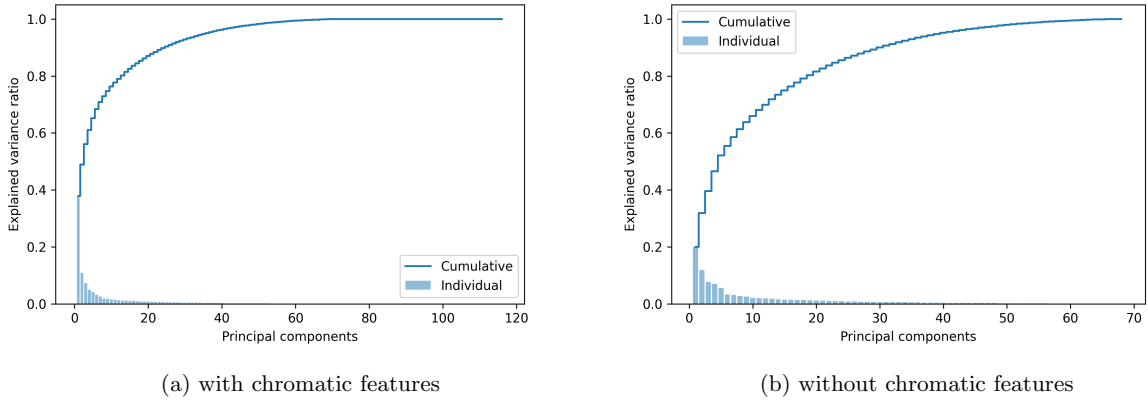 1.0
0.8
0.6
0.4
0.2
0.0
Explained variance ratio
Cumulative
Individual
0 20 40 60 80 100 120
Principal components
(a) with chromatic features
1.0
0.8
0.6
0.4
0.2
0.0
Explained variance ratio
Cumulative
Individual
0 10 20 30 40 50 60 70
Principal components
(b) without chromatic features